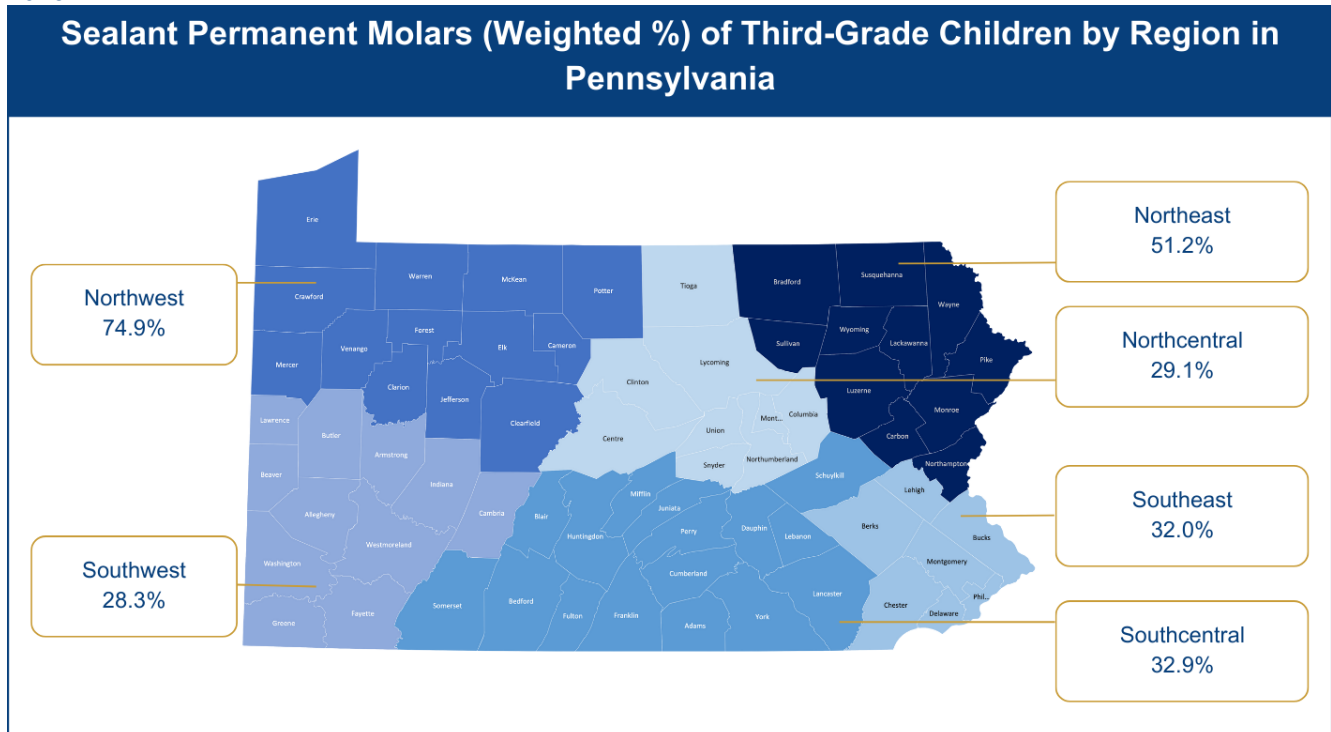 Sealant Permanent Molars (Weighted %) of Third-Grade Children by Region in
Pennsylvania
Northwest
74.9%
Southwest
28.3%
Northeast
51.2%
Northcentral
29.1%
Southeast
32.0%
Southcentral
32.9%
Erie
Crawford
Warren
McKean
Potter
Mercer
Venango
Forest
Elk
Cameron
Clarion
Jefferson
Clearfield
Lawrence
Butler
Armstrong
Beaver
Indiana
Allegheny
Cambria
Westmoreland
Washington
Fayette
Greene
Tioga
Lycoming
Clinton
Centre
Union
Mont...
Columbia
Snyder
Northumberland
Bradford
Susquehanna
Wayne
Sullivan
Wyoming
Lackawanna
Pike
Luzerne
Monroe
Carbon
Northampton
Schuylkill
Mifflin
Juniata
Blair
Huntingdon
Perry
Dauphin
Lebanon
Cumberland
Lancaster
Somerset
Bedford
Fulton
Franklin
Adams
York
Lehigh
Berks
Bucks
Montgomery
Chester
Delaware
Phil...